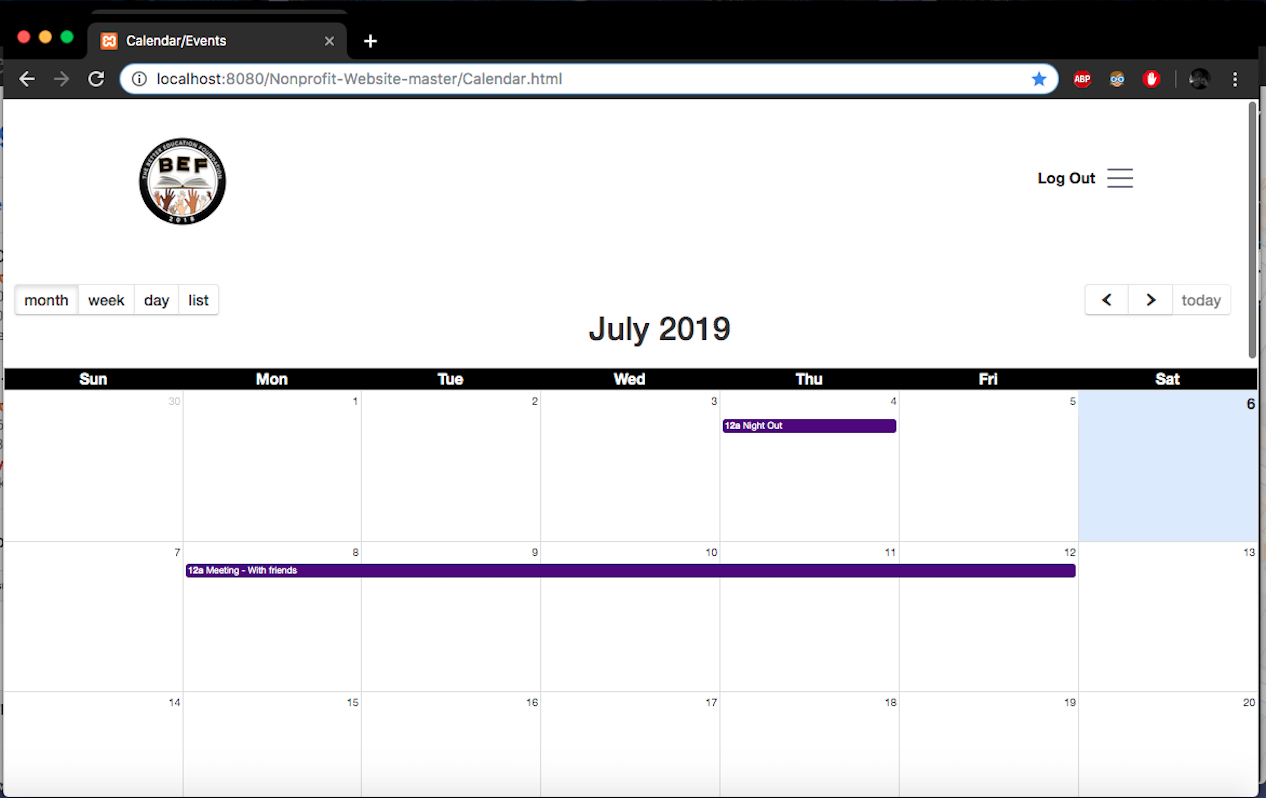 Calendar/Events
localhost:8080/Nonprofit-Website-master/Calendar.html
ABP
THE BETTER EDUCATION FOUNDATION
BEF
2018
Log Out
month week day list
today
July 2019
Sun Mon Tue Wed Thu Fri Sat
30 1 2 3 4 5 6
12a Night Out
7 8 9 10 11 12 13
12a Meeting - With friends
14 15 16 17 18 19 20